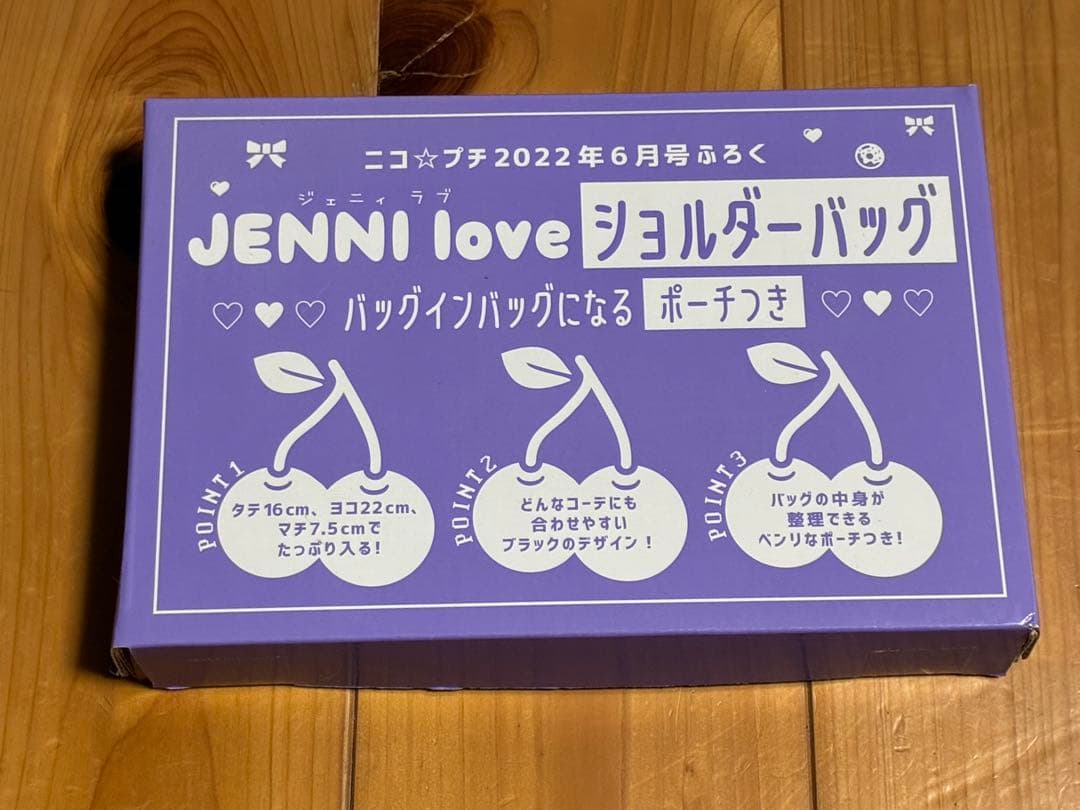 ニコ☆プチ2022年6月号ふろく
ジェニィ ラブ
JENNI love ショルダーバッグ
バッグインバッグになる ポーチつき
POINT1
タテ16cm、ヨコ22cm、
マチ7.5cmで
たっぷり入る!
POINT2
どんなコーデにも
合わせやすい
ブラックのデザイン!
POINT3
バッグの中身が
整理できる
ベンリなポーチつき!